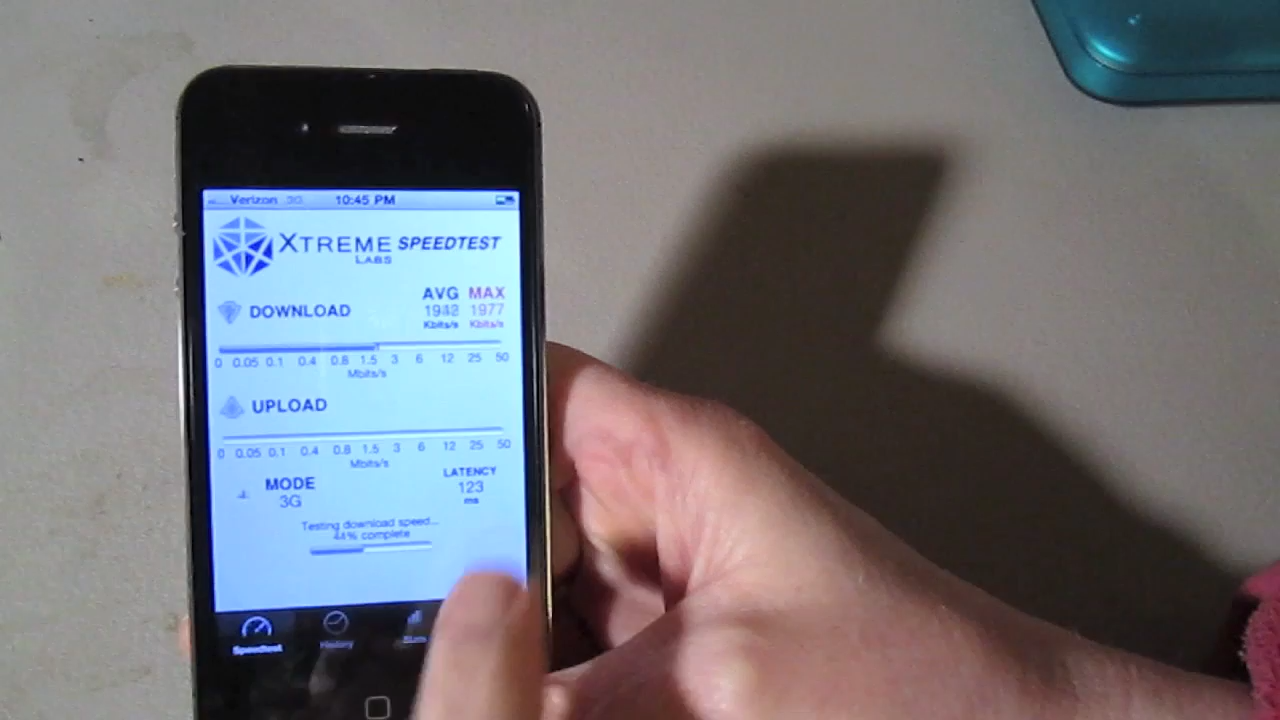 Verizon 3G 10:45 PM
XTREME SPEEDTEST
LABS
AVG MAX
DOWNLOAD 1942 1977
Kbits/s Kbits/s
0 0.05 0.1 0.4 0.8 1.5 3 6 12 25 50
Mbits/s
UPLOAD
0 0.05 0.1 0.4 0.8 1.5 3 6 12 25 50
Mbits/s
MODE LATENCY
3G 123
ms
Testing download speed...
44% complete
Speedtest History